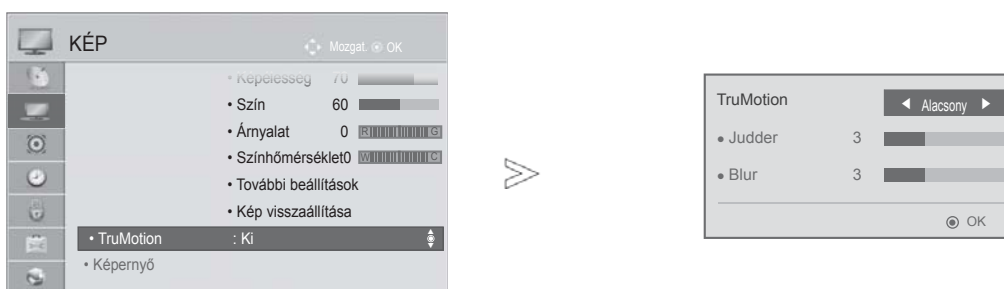 KÉP
Mozgat. OK
• Képélesség 70
• Szín 60
• Árnyalat 0 R G
• Színhőmérséklet0 W C
• További beállítások
• Kép visszaállítása
• TruMotion : Ki
• Képernyő
TruMotion Alacsony
• Judder 3
• Blur 3
OK